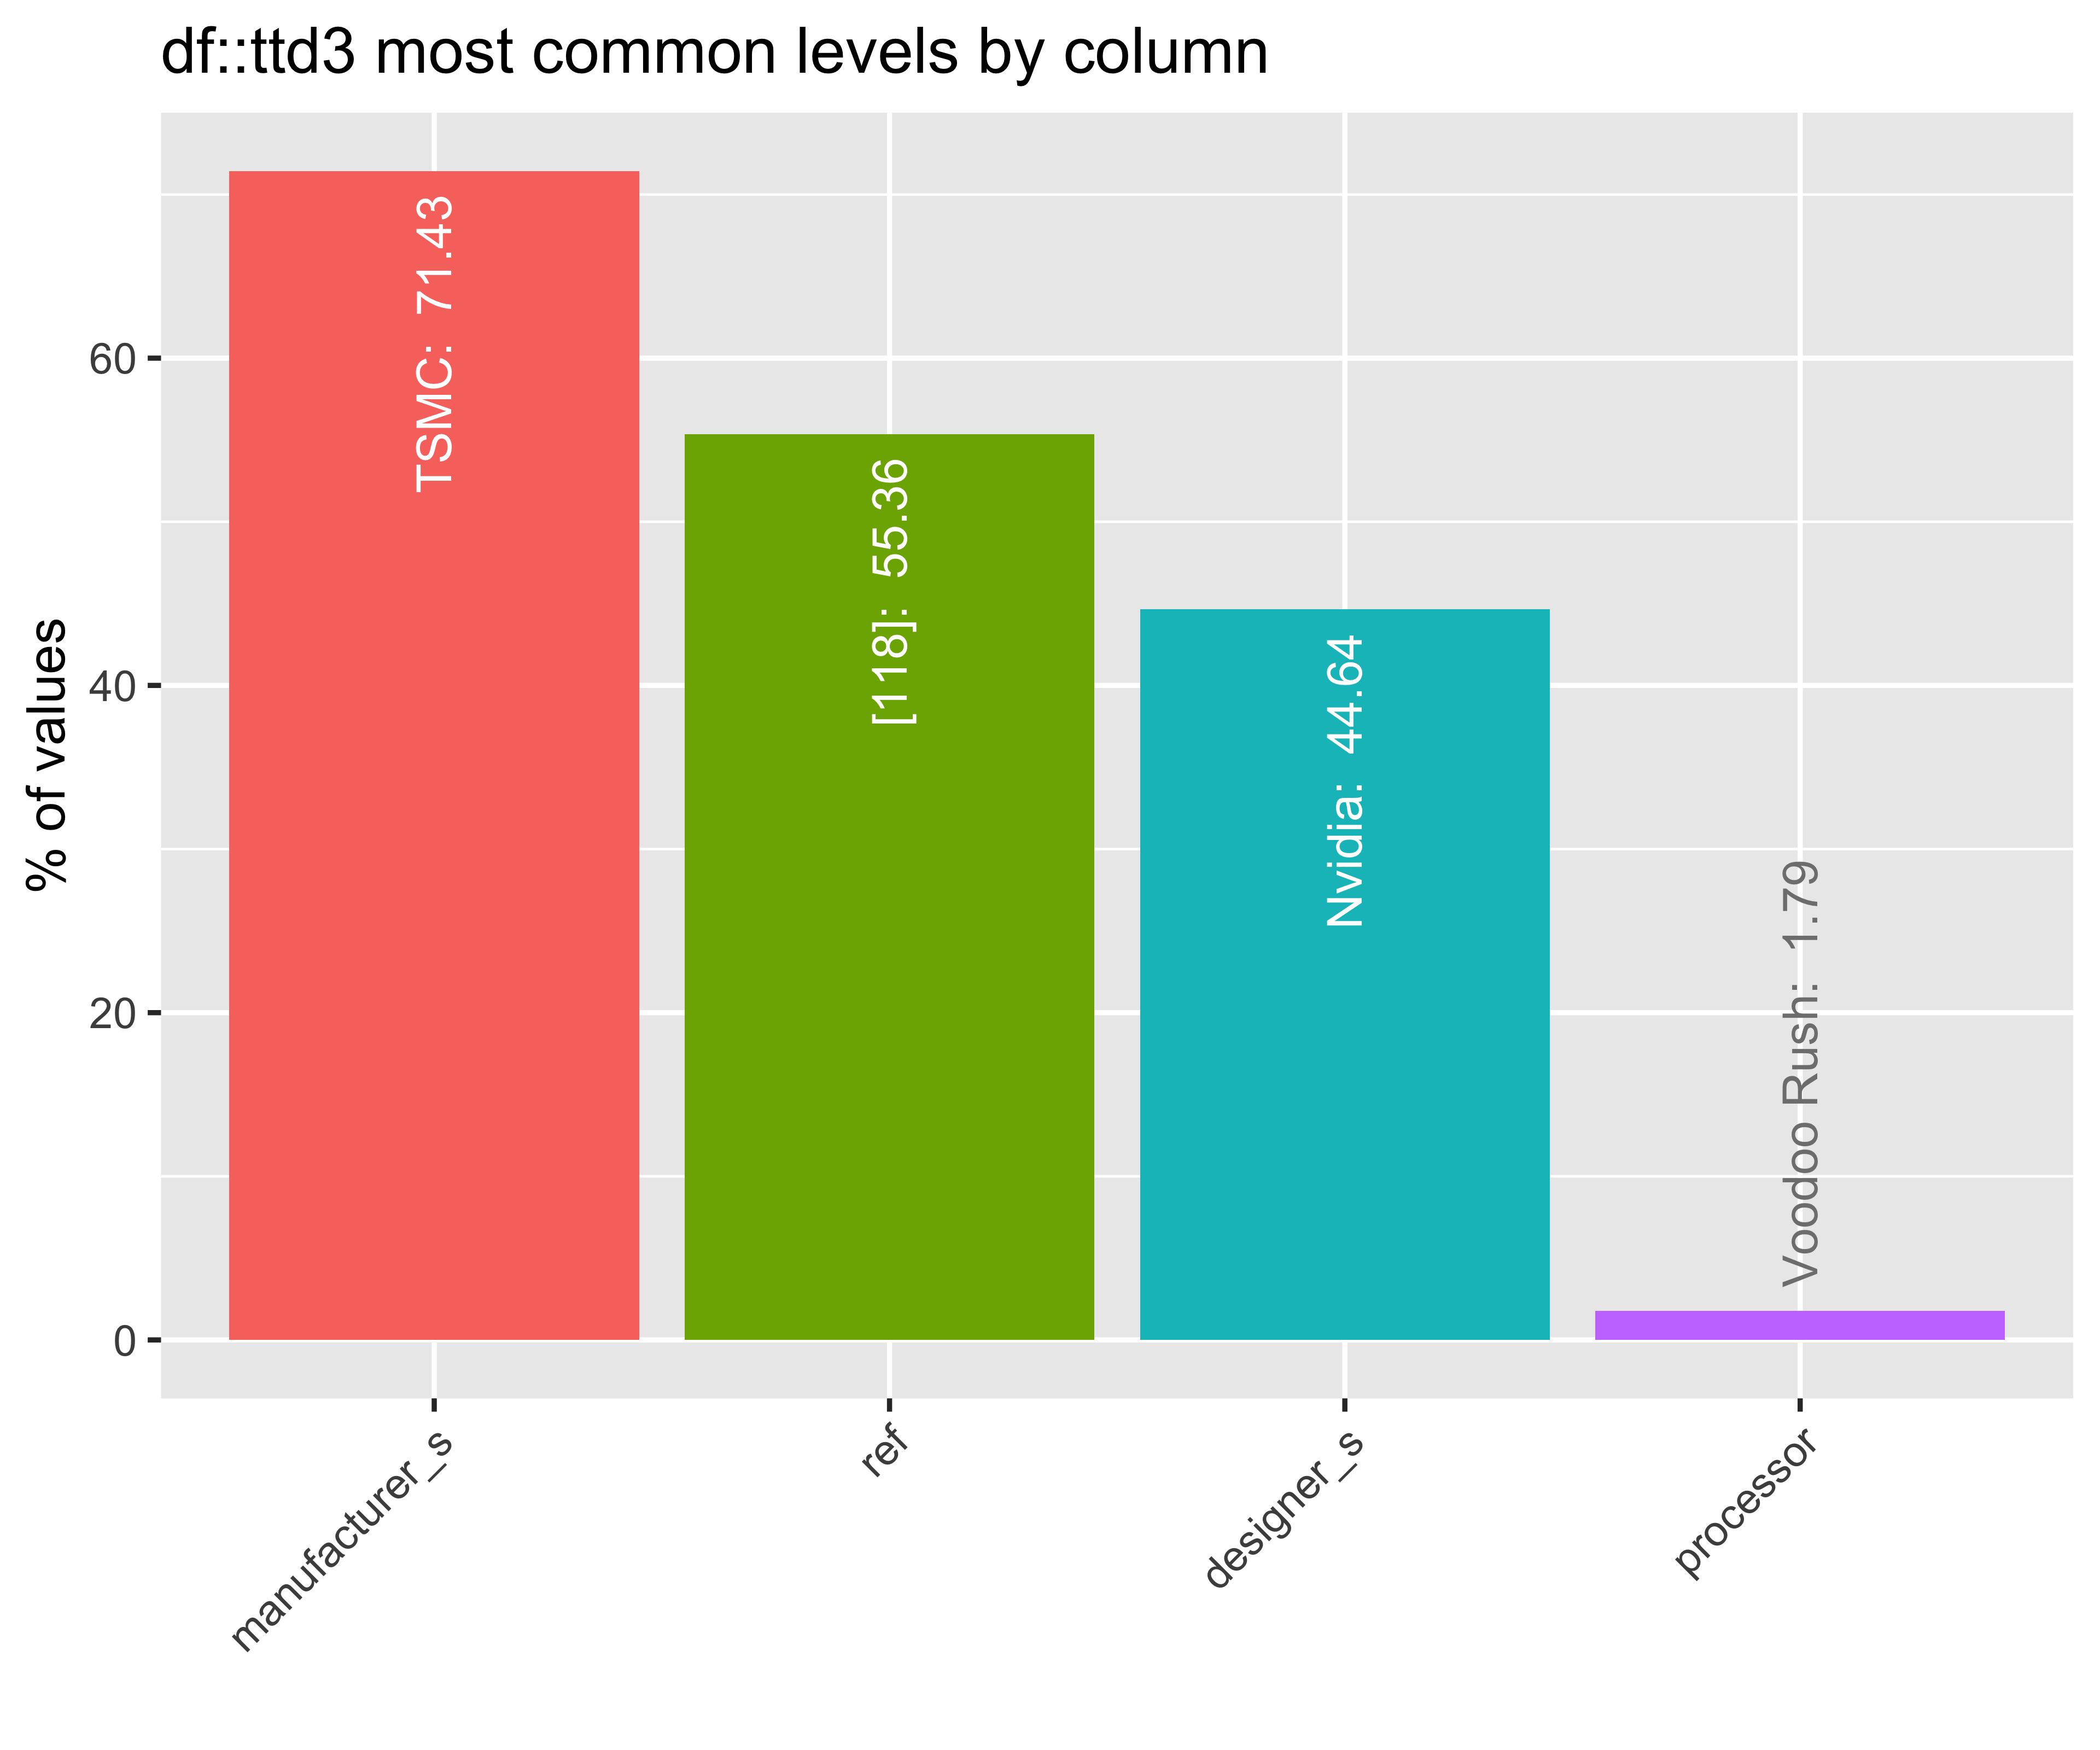 df::ttd3 most common levels by column
% of values
60
40
20
0
TSMC: 71.43
[118]: 55.36
Nvidia: 44.64
Voodoo Rush: 1.79
manufacturer_s
ref
designer_s
processor